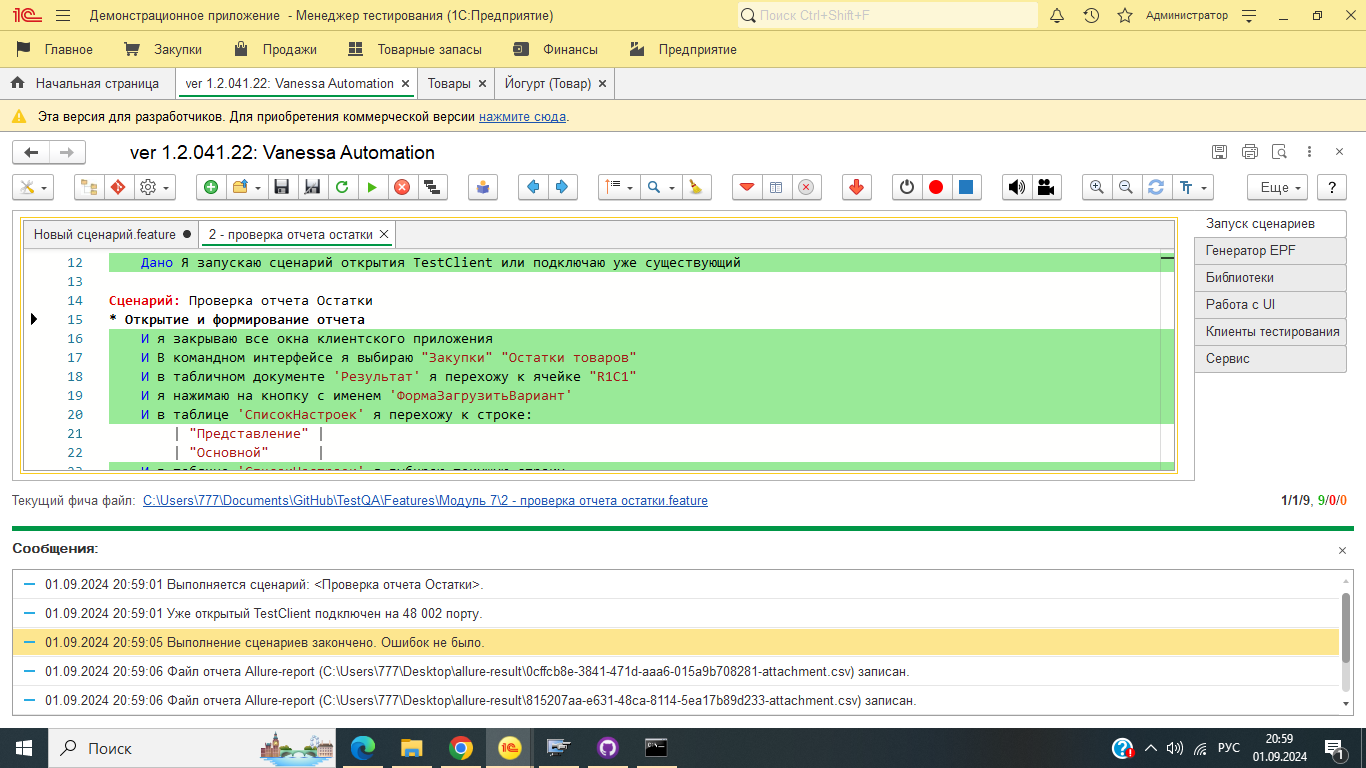 Демонстрационное приложение - Менеджер тестирования (1С:Предприятие)
Поиск Ctrl+Shift+F
Администратор
Главное Закупки Продажи Товарные запасы Финансы Предприятие
Начальная страница ver 1.2.041.22: Vanessa Automation × Товары × Йогурт (Товар) ×
Эта версия для разработчиков. Для приобретения коммерческой версии нажмите сюда.
ver 1.2.041.22: Vanessa Automation
Еще ?
Новый сценарий.feature 2 - проверка отчета остатки
12 Дано Я запускаю сценарий открытия TestClient или подключаю уже существующий
13
14 Сценарий: Проверка отчета Остатки
15 * Открытие и формирование отчета
16 И я закрываю все окна клиентского приложения
17 И В командном интерфейсе я выбираю "Закупки" "Остатки товаров"
18 И в табличном документе 'Результат' я перехожу к ячейке "R1C1"
19 И я нажимаю на кнопку с именем 'ФормаЗагрузитьВариант'
20 И в таблице 'СписокНастроек' я перехожу к строке:
21 | "Представление" |
22 | "Основной" |
Запуск сценариев
Генератор EPF
Библиотеки
Работа с UI
Клиенты тестирования
Сервис
Текущий фича файл: C:\Users\777\Documents\GitHub\TestQA\Features\Модуль 7\2 - проверка отчета остатки.feature 1/1/9, 9/0/0
Сообщения:
01.09.2024 20:59:01 Выполняется сценарий: <Проверка отчета Остатки>.
01.09.2024 20:59:01 Уже открытый TestClient подключен на 48 002 порту.
01.09.2024 20:59:05 Выполнение сценариев закончено. Ошибок не было.
01.09.2024 20:59:06 Файл отчета Allure-report (C:\Users\777\Desktop\allure-result\0cffcb8e-3841-471d-aaa6-015a9b708281-attachment.csv) записан.
01.09.2024 20:59:06 Файл отчета Allure-report (C:\Users\777\Desktop\allure-result\815207aa-e631-48ca-8114-5ea17b89d233-attachment.csv) записан.
Поиск
РУС
20:59
01.09.2024
1